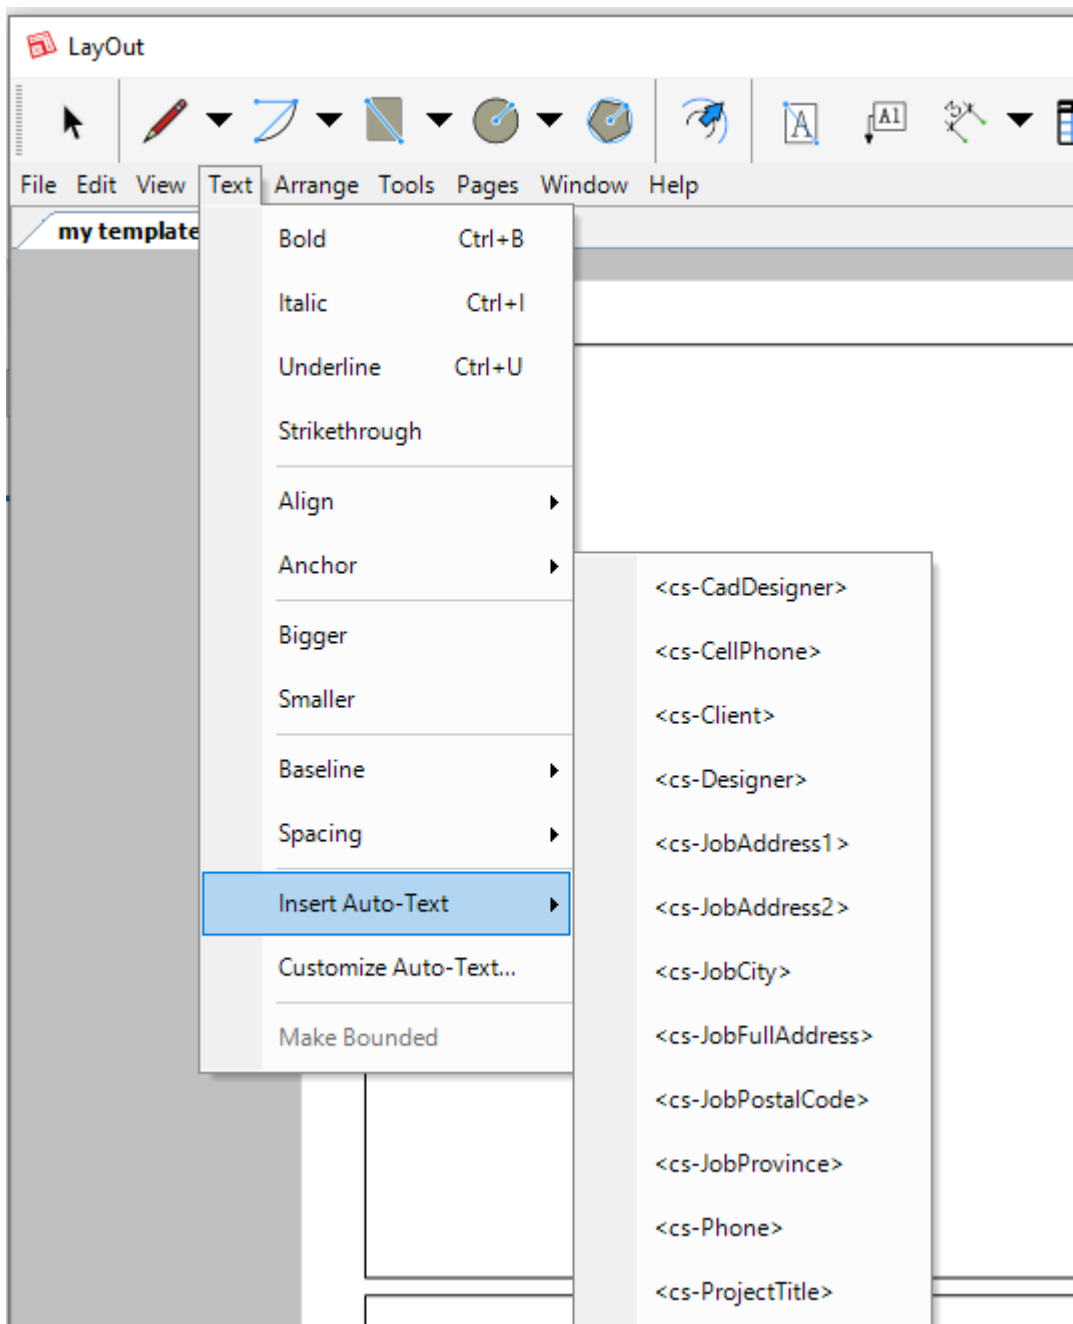 LayOut
A
A1
File Edit View Text Arrange Tools Pages Window Help
my template
Bold Ctrl+B
Italic Ctrl+I
Underline Ctrl+U
Strikethrough
Align
Anchor
Bigger
Smaller
Baseline
Spacing
Insert Auto-Text
Customize Auto-Text...
Make Bounded
<cs-CadDesigner>
<cs-CellPhone>
<cs-Client>
<cs-Designer>
<cs-JobAddress1>
<cs-JobAddress2>
<cs-JobCity>
<cs-JobFullAddress>
<cs-JobPostalCode>
<cs-JobProvince>
<cs-Phone>
<cs-ProjectTitle>